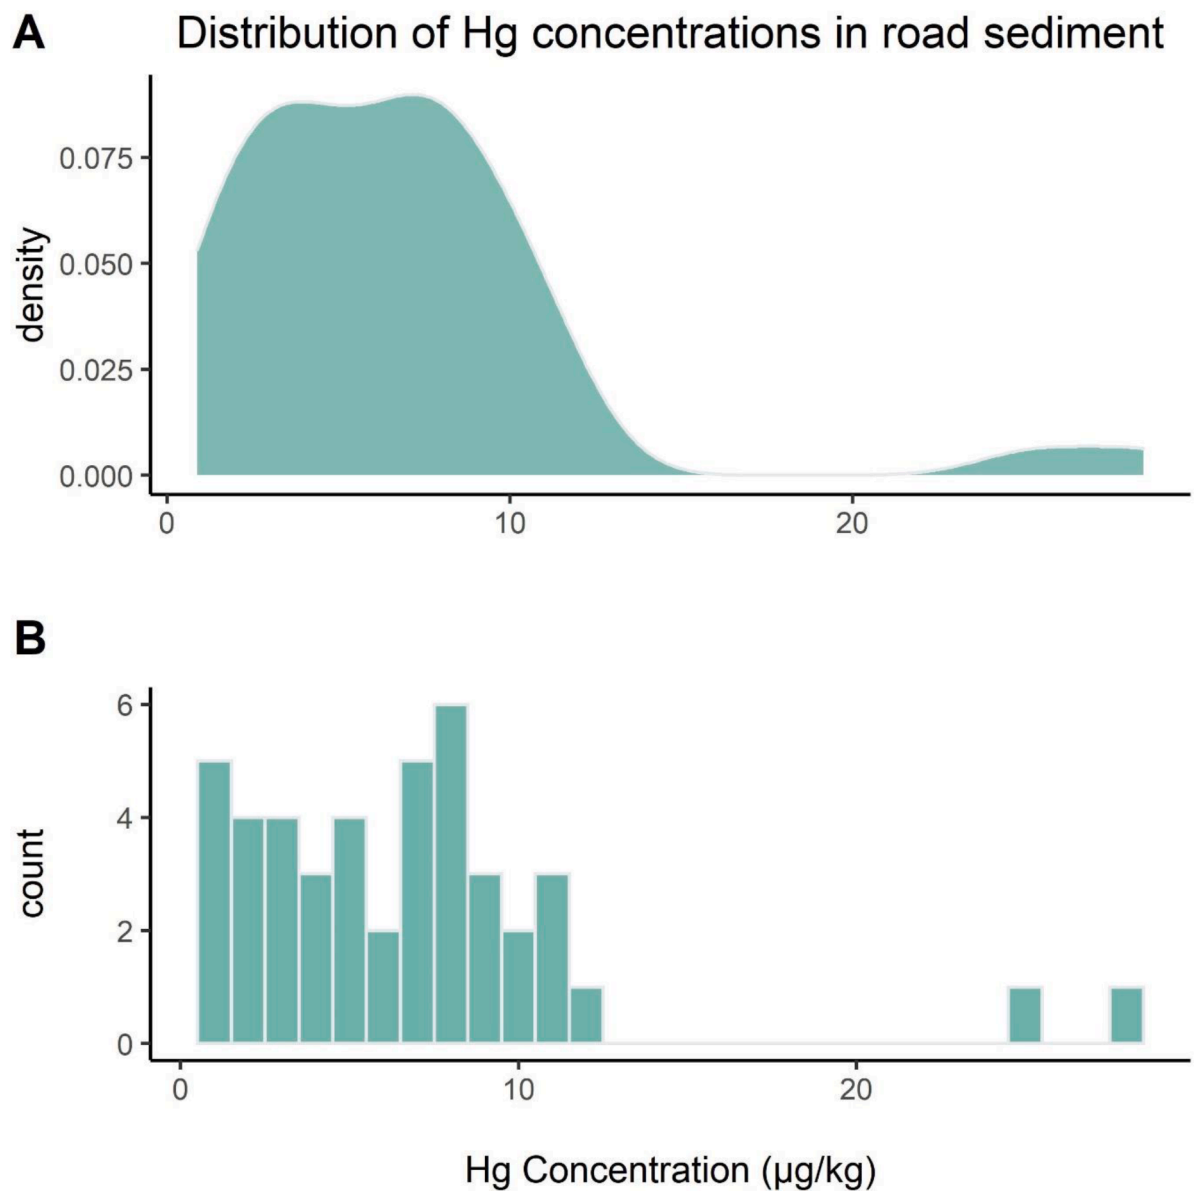 A
Distribution of Hg concentrations in road sediment
density
0.075
0.050
0.025
0.000
0 10 20
B
count
6
4
2
0
0 10 20
Hg Concentration (µg/kg)